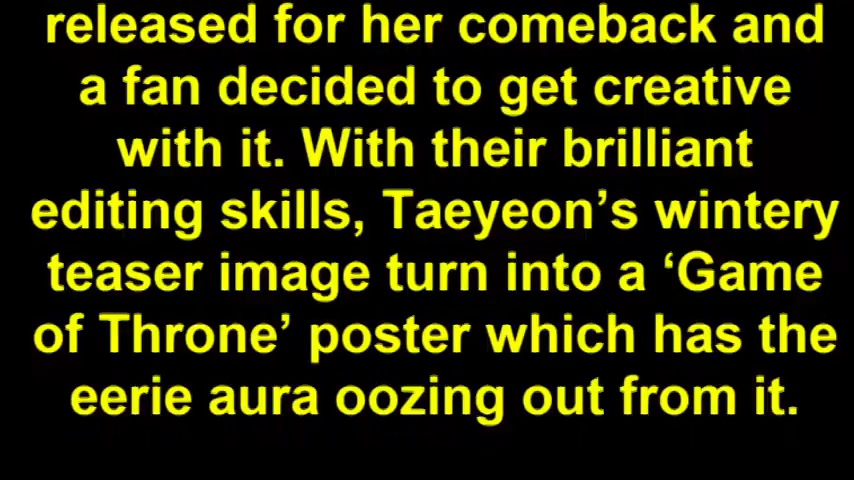 released for her comeback and
a fan decided to get creative
with it. With their brilliant
editing skills, Taeyeon’s wintery
teaser image turn into a ‘Game
of Throne’ poster which has the
eerie aura oozing out from it.